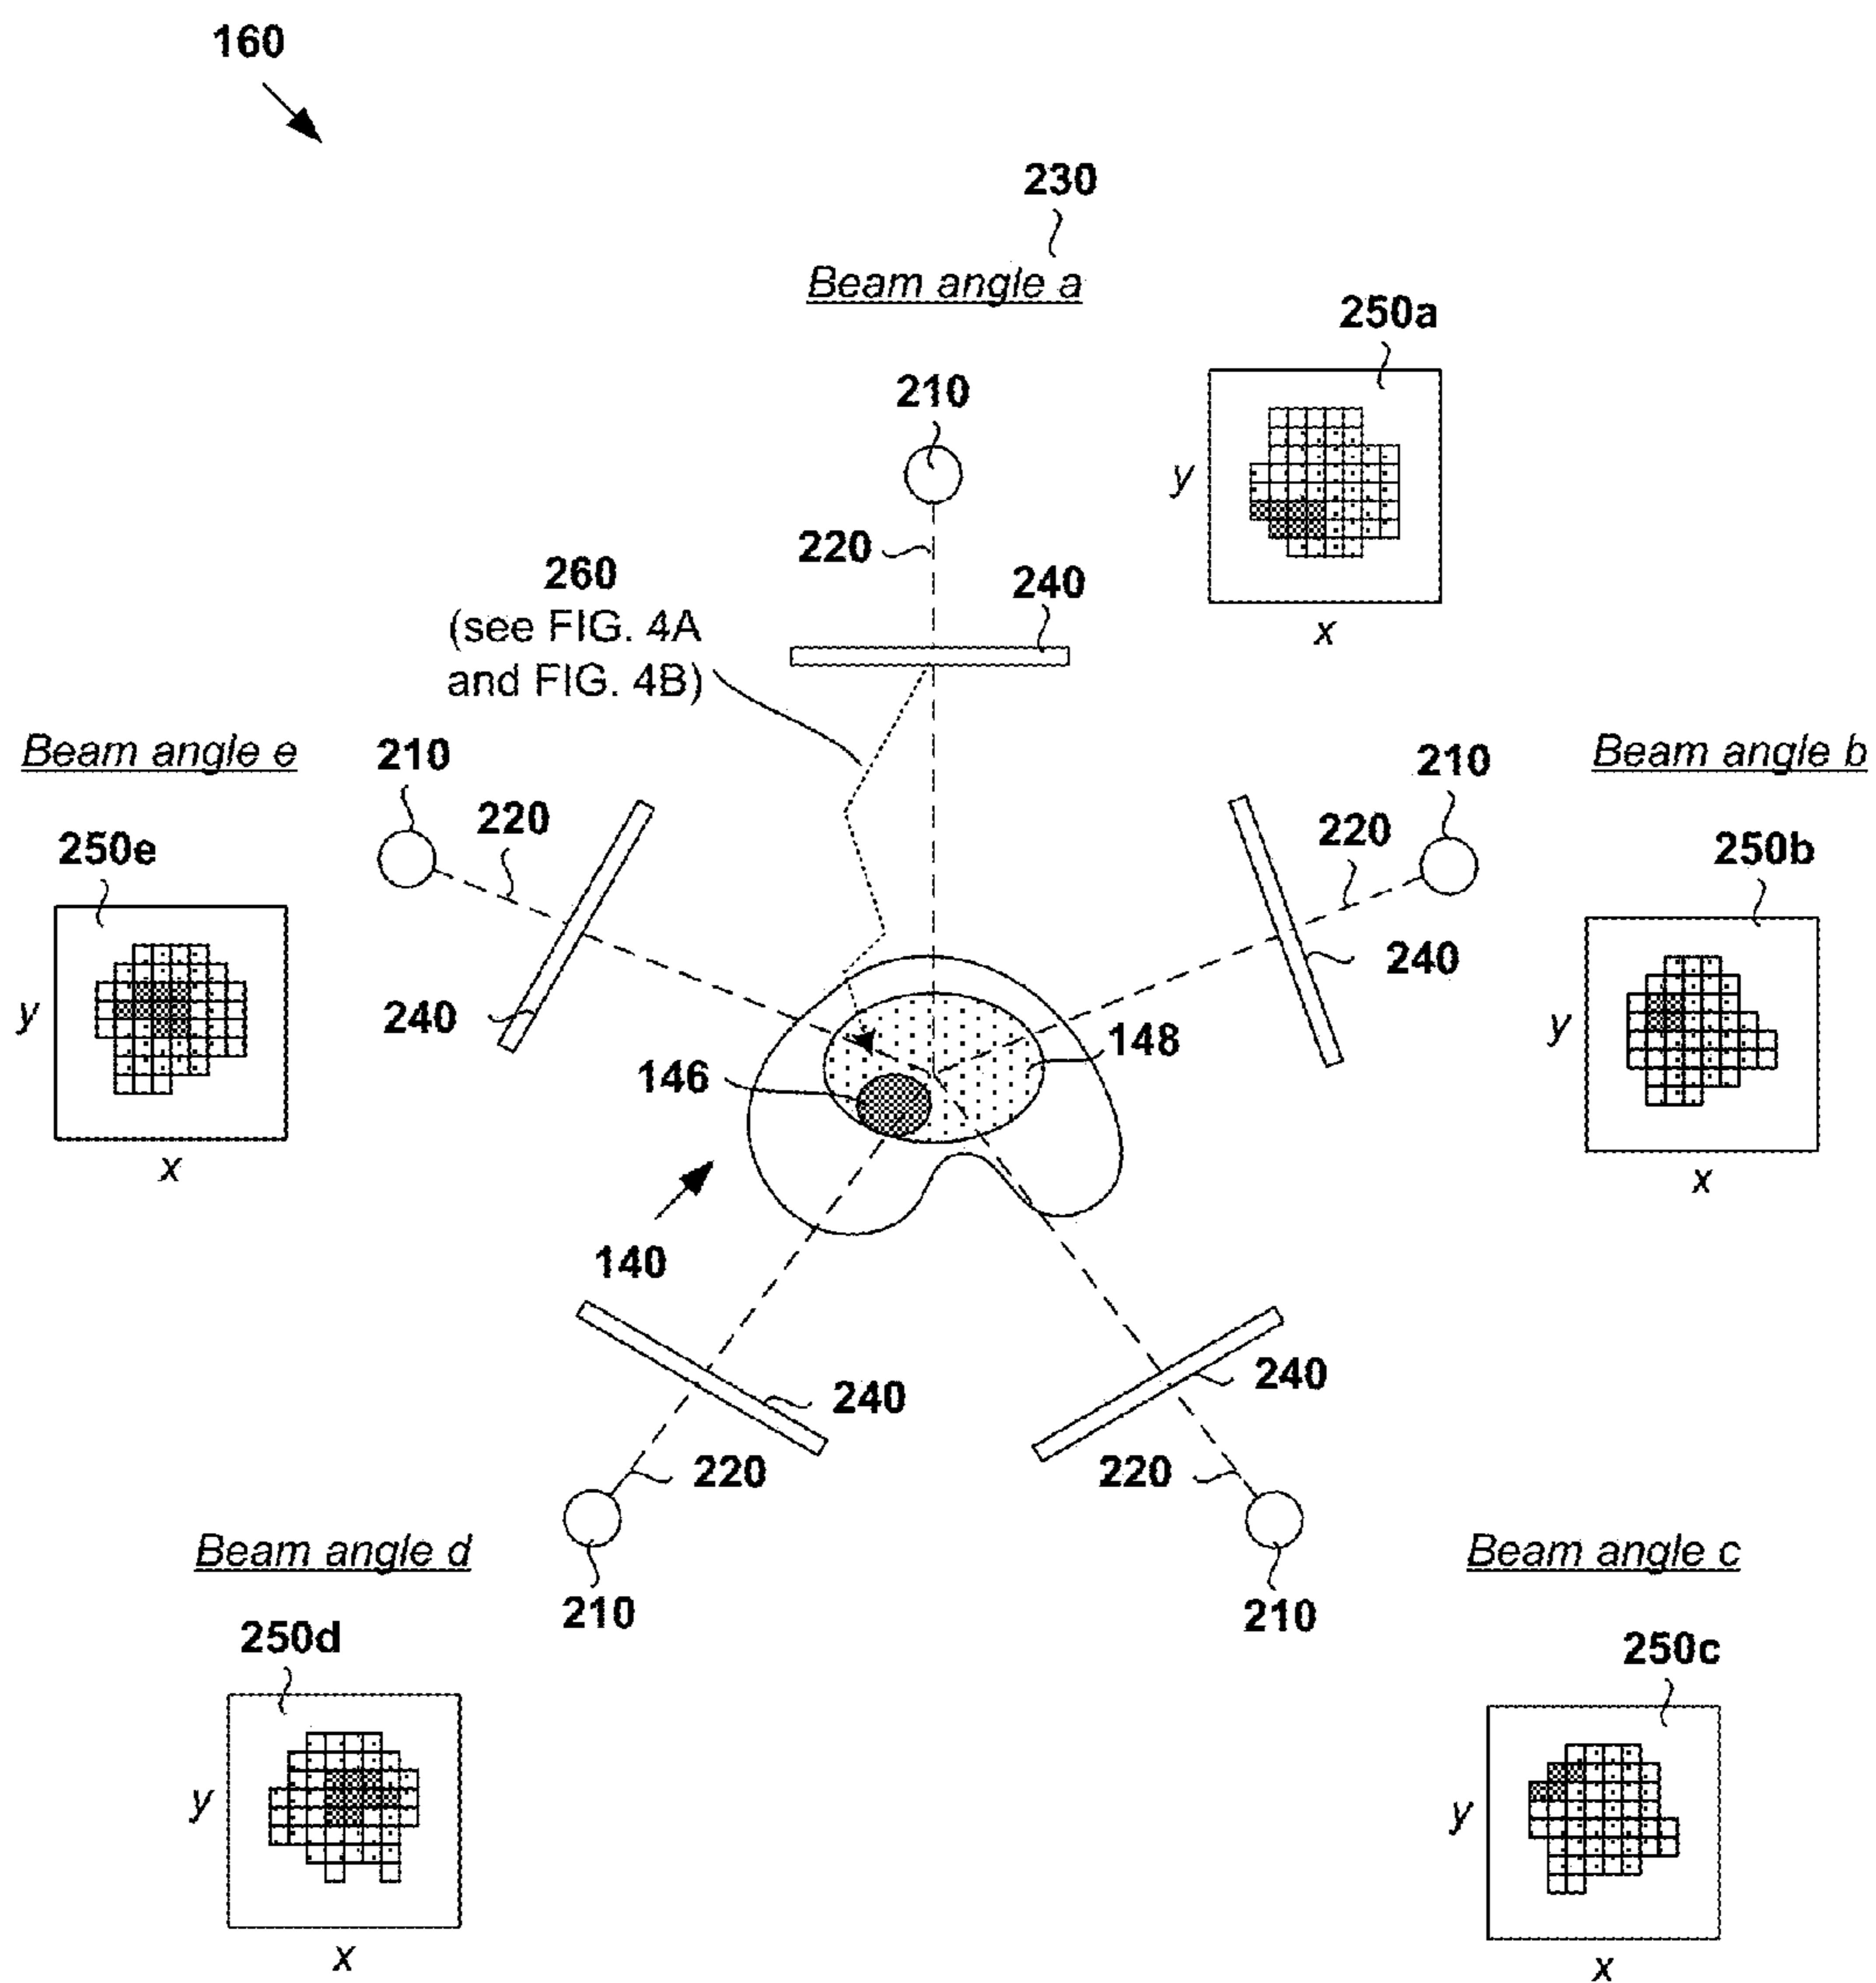 160
230
Beam angle a
250a
210
y
220
260
(see FIG. 4A
and FIG. 4B)
240
x
Beam angle e
210
Beam angle b
210
220
220
250e
250b
y
240
240
y
148
146
x
x
140
240
240
220
220
Beam angle d
Beam angle c
210
210
250d
250c
y
y
x
x